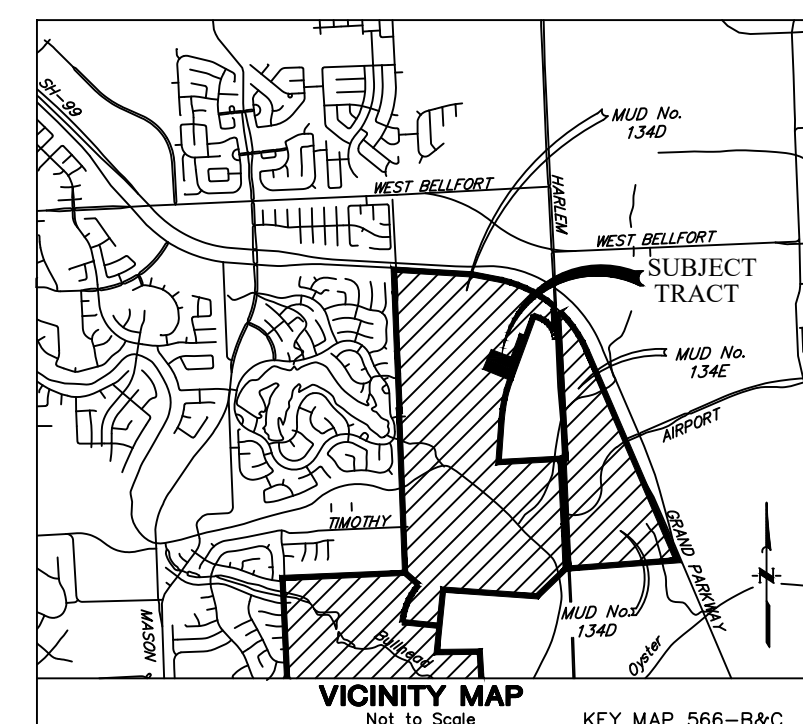 SH-99
MUD No.
134D
WEST BELLFORT
HARLEM
WEST BELLFORT
SUBJECT
TRACT
MUD No.
134E
AIRPORT
TIMOTHY
GRAND PARKWAY
N
MASON
MUD No.
134D
Bullhead
Oyster
VICINITY MAP
Not to Scale
KEY MAP 566-B&C